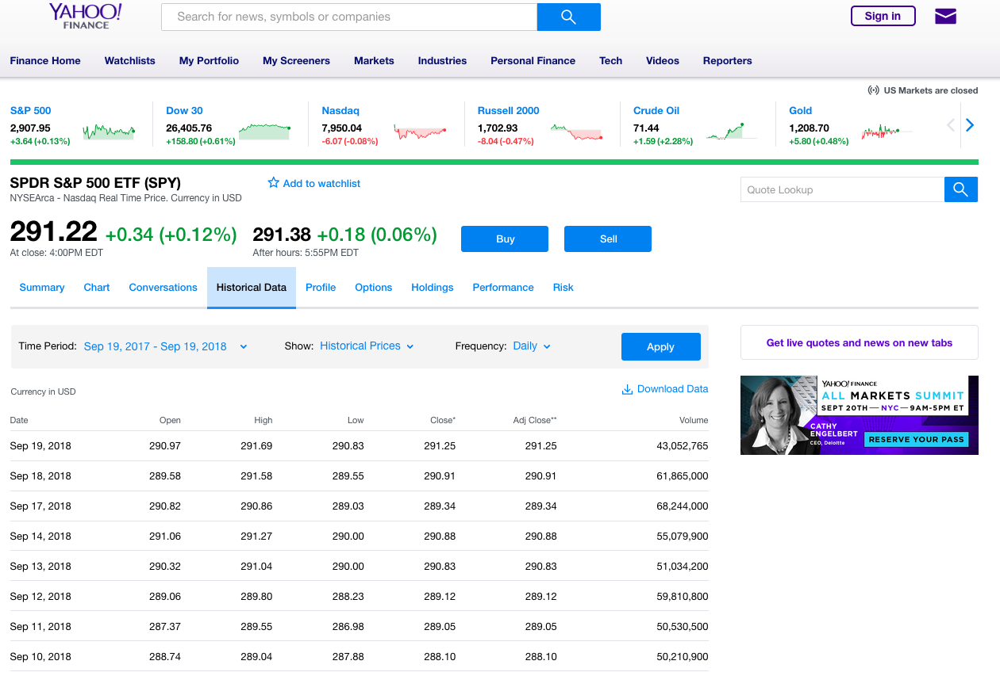 YAHOO!
FINANCE
Search for news, symbols or companies
Sign in
Finance Home Watchlists My Portfolio My Screeners Markets Industries Personal Finance Tech Videos Reporters
US Markets are closed
S&P 500 Dow 30 Nasdaq Russell 2000 Crude Oil Gold
2,907.95 26,405.76 7,950.04 1,702.93 71.44 1,208.70
+3.64 (+0.13%) +158.80 (+0.61%) -6.07 (-0.08%) -8.04 (-0.47%) +1.59 (+2.28%) +5.80 (+0.48%)
SPDR S&P 500 ETF (SPY) Add to watchlist
NYSEArca - Nasdaq Real Time Price. Currency in USD
Quote Lookup
291.22 +0.34 (+0.12%) 291.38 +0.18 (0.06%) Buy Sell
At close: 4:00PM EDT After hours: 5:55PM EDT
Summary Chart Conversations Historical Data Profile Options Holdings Performance Risk
Time Period: Sep 19, 2017 - Sep 19, 2018 Show: Historical Prices Frequency: Daily Apply
Currency in USD Download Data
Date Open High Low Close* Adj Close** Volume
Sep 19, 2018 290.97 291.69 290.83 291.25 291.25 43,052,765
Sep 18, 2018 289.58 291.58 289.55 290.91 290.91 61,865,000
Sep 17, 2018 290.82 290.86 289.03 289.34 289.34 68,244,000
Sep 14, 2018 291.06 291.27 290.00 290.88 290.88 55,079,900
Sep 13, 2018 290.32 291.04 290.00 290.83 290.83 51,034,200
Sep 12, 2018 289.06 289.80 288.23 289.12 289.12 59,810,800
Sep 11, 2018 287.37 289.55 286.98 289.05 289.05 50,530,500
Sep 10, 2018 288.74 289.04 287.88 288.10 288.10 50,210,900
Get live quotes and news on new tabs
YAHOO! FINANCE
ALL MARKETS SUMMIT
SEPT 20TH — NYC — 9AM-5PM ET
CATHY
ENGELBERT
CEO, Deloitte
RESERVE YOUR PASS